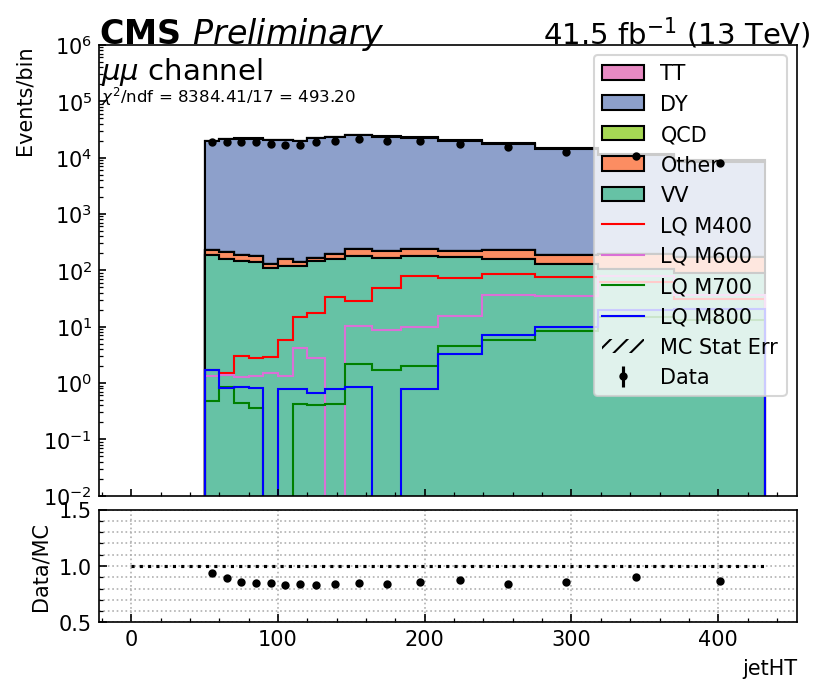 CMS Preliminary 41.5 fb⁻¹ (13 TeV)
μμ channel
χ²/ndf = 8384.41/17 = 493.20
Events/bin
10⁶
10⁵
10⁴
10³
10²
10¹
10⁰
10⁻¹
10⁻²
TT
DY
QCD
Other
VV
LQ M400
LQ M600
LQ M700
LQ M800
MC Stat Err
Data
Data/MC
1.5
1.0
0.5
0 100 200 300 400
jetHT